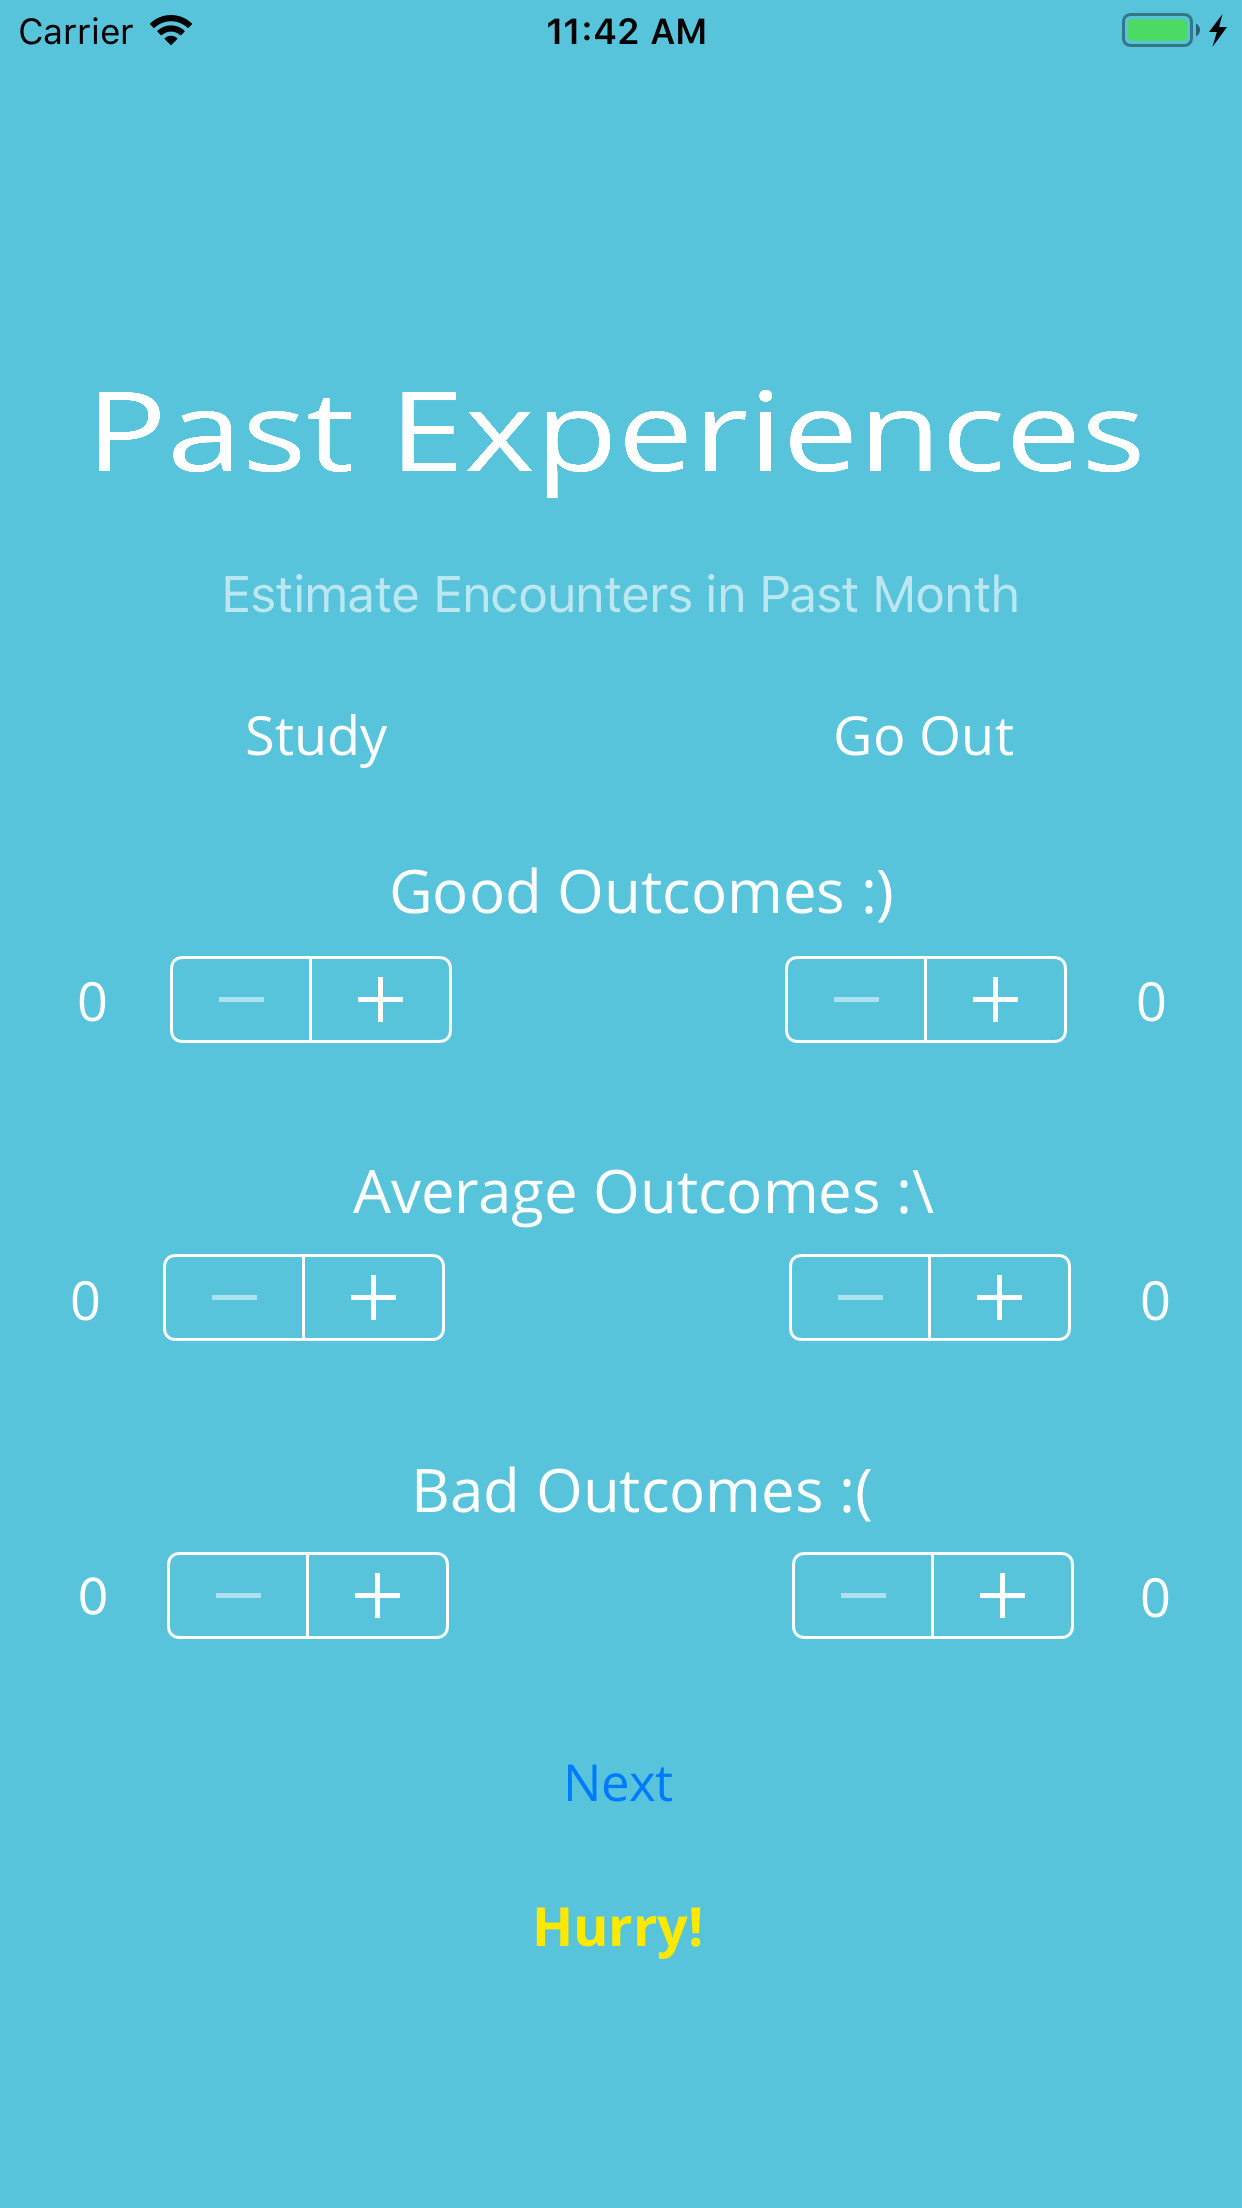 Carrier 11:42 AM
Past Experiences
Estimate Encounters in Past Month
Study Go Out
Good Outcomes :)
0 − + − + 0
Average Outcomes :\
0 − + − + 0
Bad Outcomes :(
0 − + − + 0
Next
Hurry!